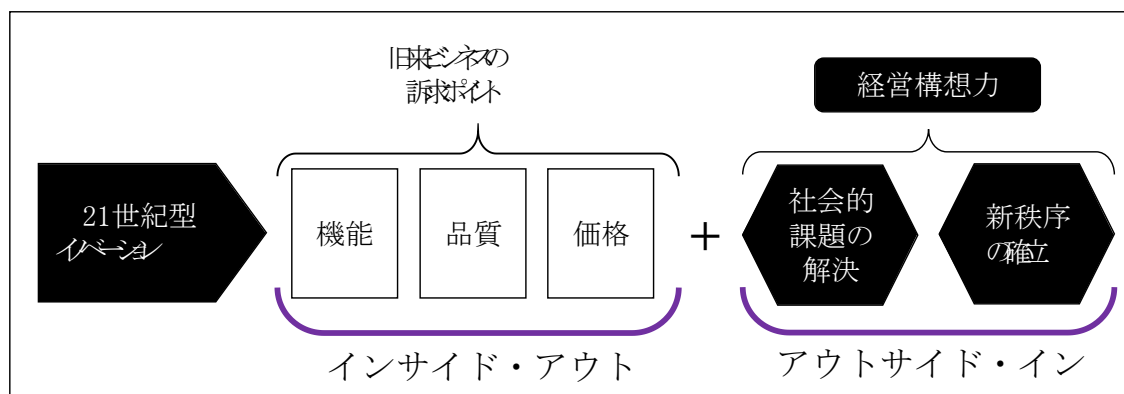 旧来ビジネスの
訴求ポイント
経営構想力
21世紀型
イノベーション
機能
品質
価格
+
社会的
課題の
解決
新秩序
の確立
インサイド・アウト
アウトサイド・イン